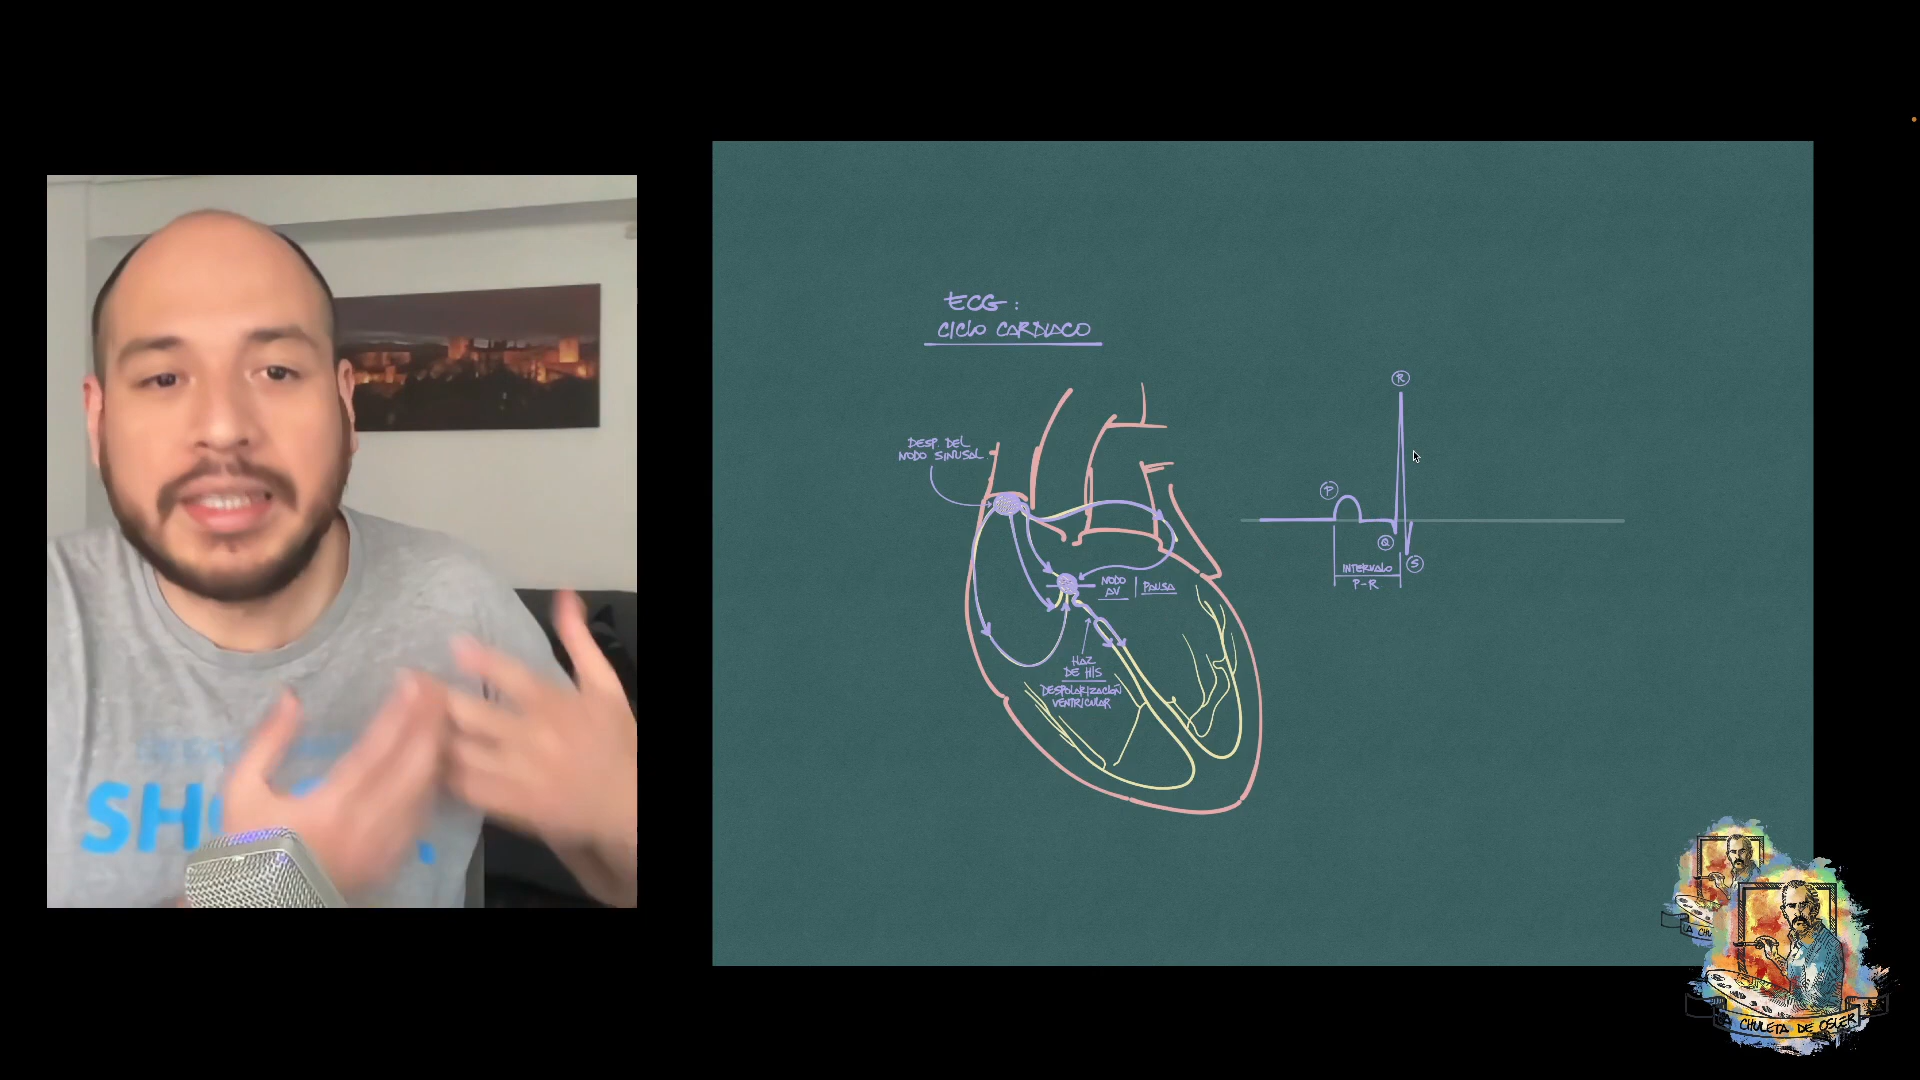 ECG:
CICLO CARDIACO
DESP. DEL
NODO SINUSAL
NODO
AV
PAUSA
HAZ
DE HIS
DESPOLARIZACIÓN
VENTRICULAR
R
P
Q
S
INTERVALO
P-R
LA CHU
CHULETA DE OSLER